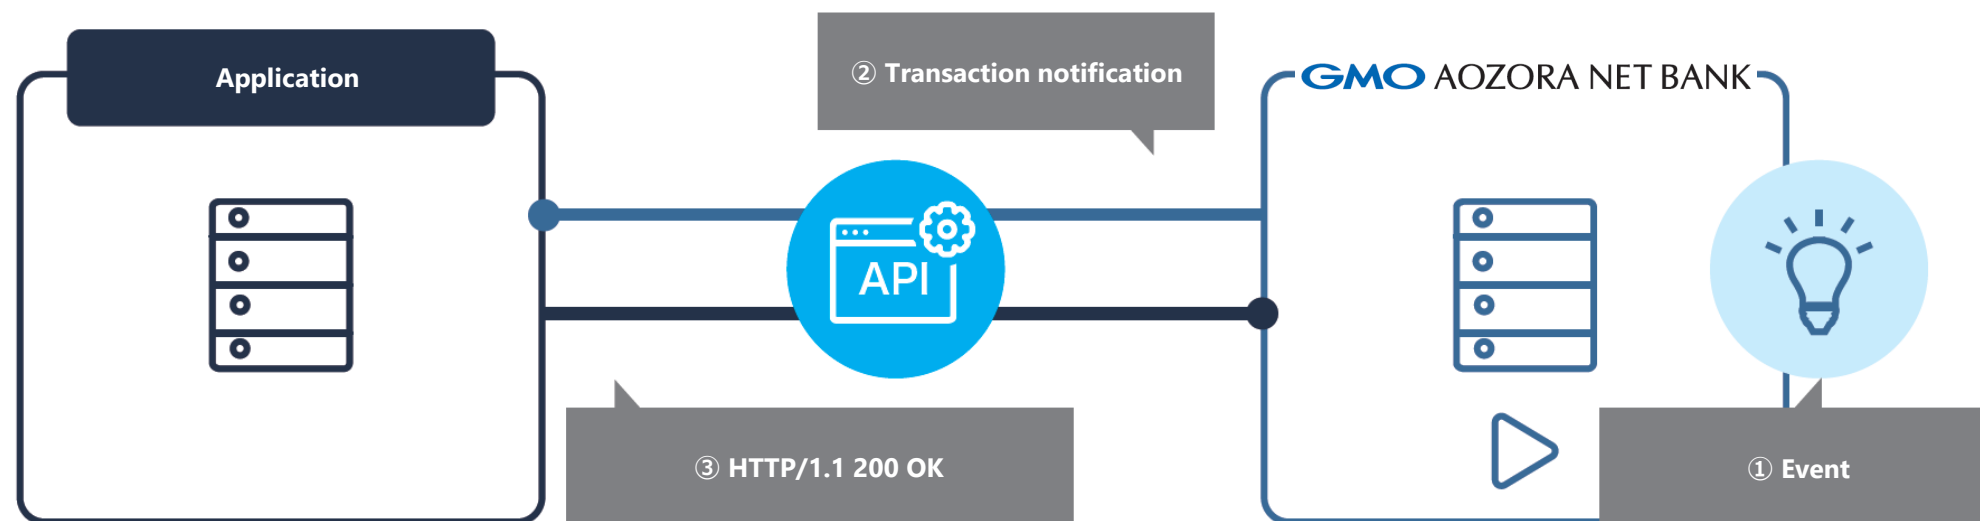 Application
② Transaction notification
GMO AOZORA NET BANK
API
③ HTTP/1.1 200 OK
① Event